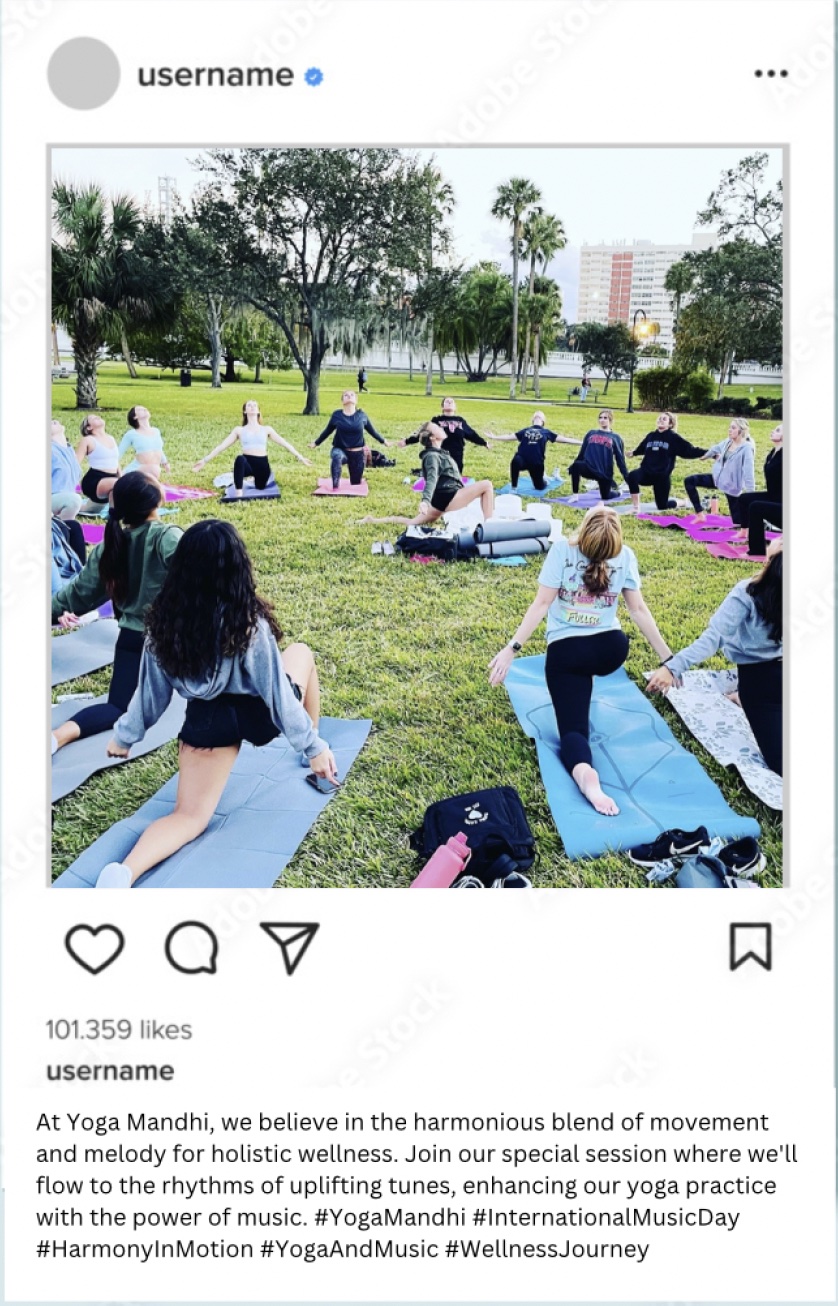 username
101.359 likes
username
At Yoga Mandhi, we believe in the harmonious blend of movement
and melody for holistic wellness. Join our special session where we'll
flow to the rhythms of uplifting tunes, enhancing our yoga practice
with the power of music. #YogaMandhi #InternationalMusicDay
#HarmonyInMotion #YogaAndMusic #WellnessJourney
Adobe Stock